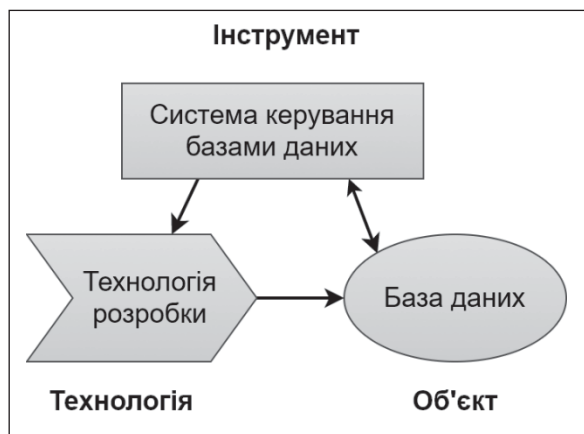 Інструмент
Система керування
базами даних
Технологія
розробки
База даних
Технологія
Об'єкт